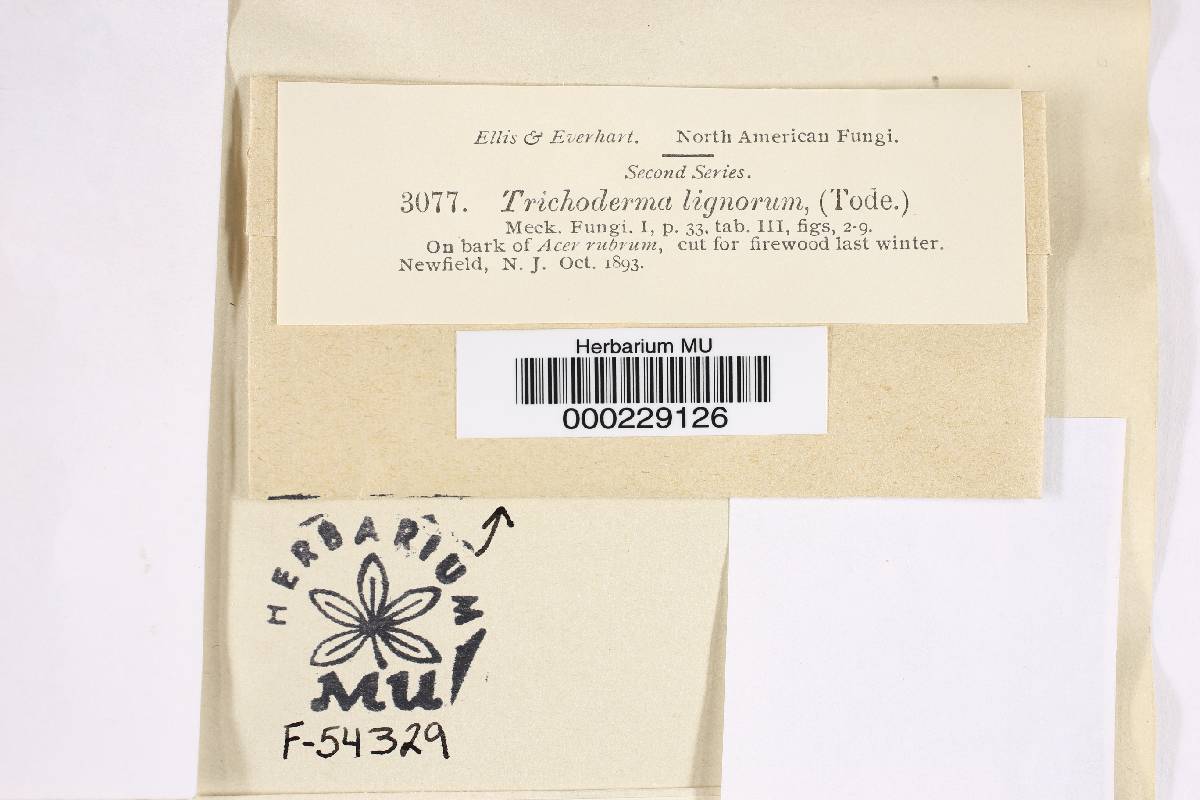 Ellis & Everhart. North American Fungi.
Second Series.
3077. Trichoderma lignorum, (Tode.)
Meck. Fungi. I, p. 33, tab. III, figs, 2-9.
On bark of Acer rubrum, cut for firewood last winter.
Newfield, N. J. Oct. 1893.
Herbarium MU
000229126
HERBARIUM
MU
F-54329